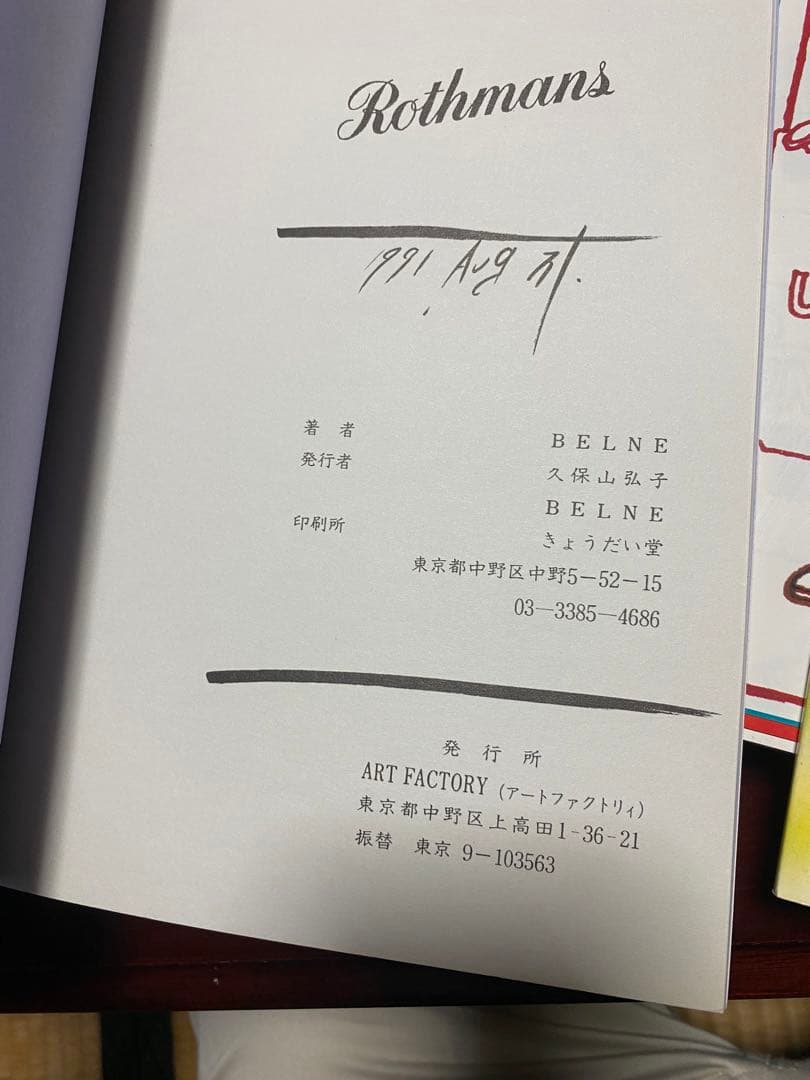 Rothmans
1991 Aug
著者 BELNE
発行者 久保山弘子
BELNE
印刷所 きょうだい堂
東京都中野区中野5-52-15
03-3385-4686
発行所
ART FACTORY (アートファクトリィ)
東京都中野区上高田1-36-21
振替 東京 9-103563